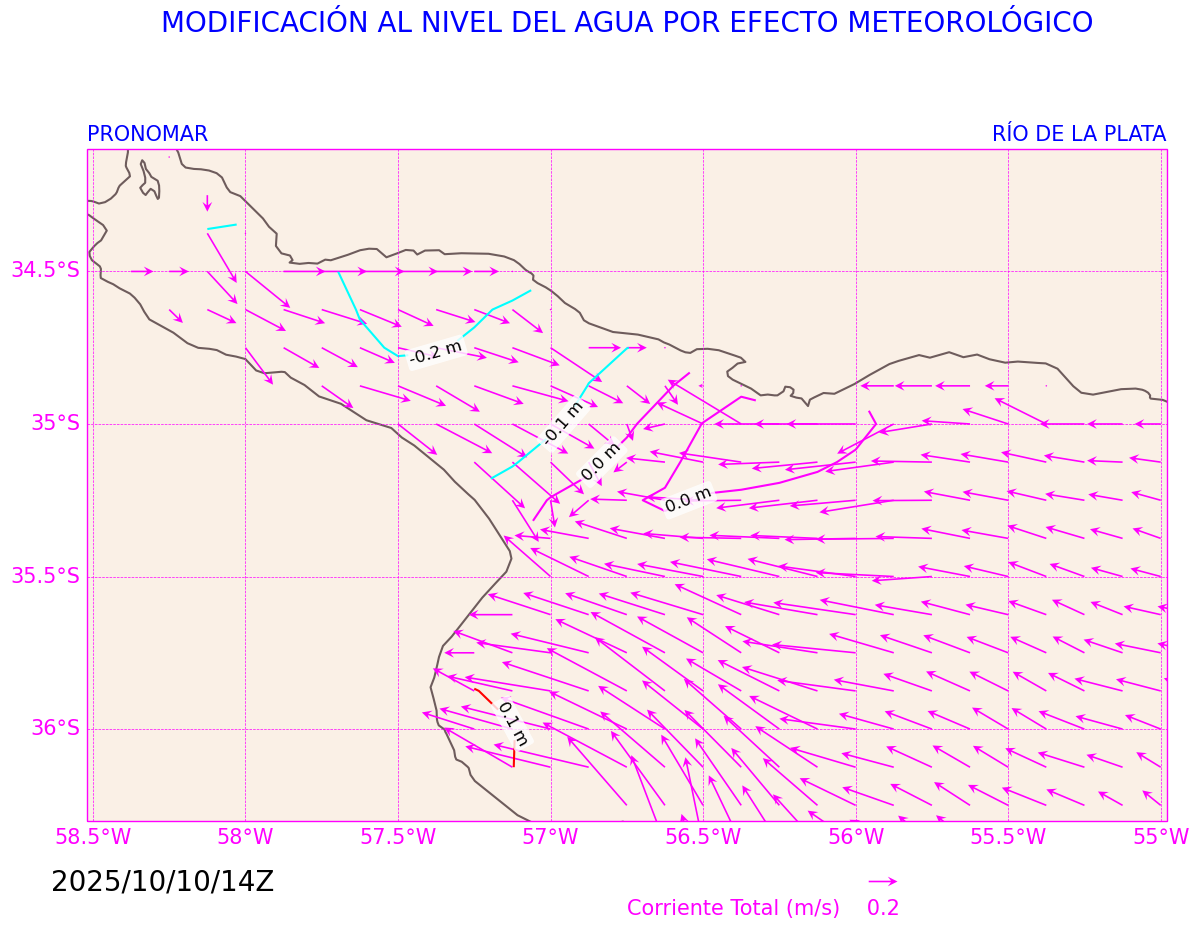 MODIFICACIÓN AL NIVEL DEL AGUA POR EFECTO METEOROLÓGICO
PRONOMAR
RÍO DE LA PLATA
34.5°S
-0.2 m
35°S
-0.1 m
0.0 m
0.0 m
35.5°S
36°S
0.1 m
58.5°W 58°W 57.5°W 57°W 56.5°W 56°W 55.5°W 55°W
2025/10/10/14Z
Corriente Total (m/s) 0.2